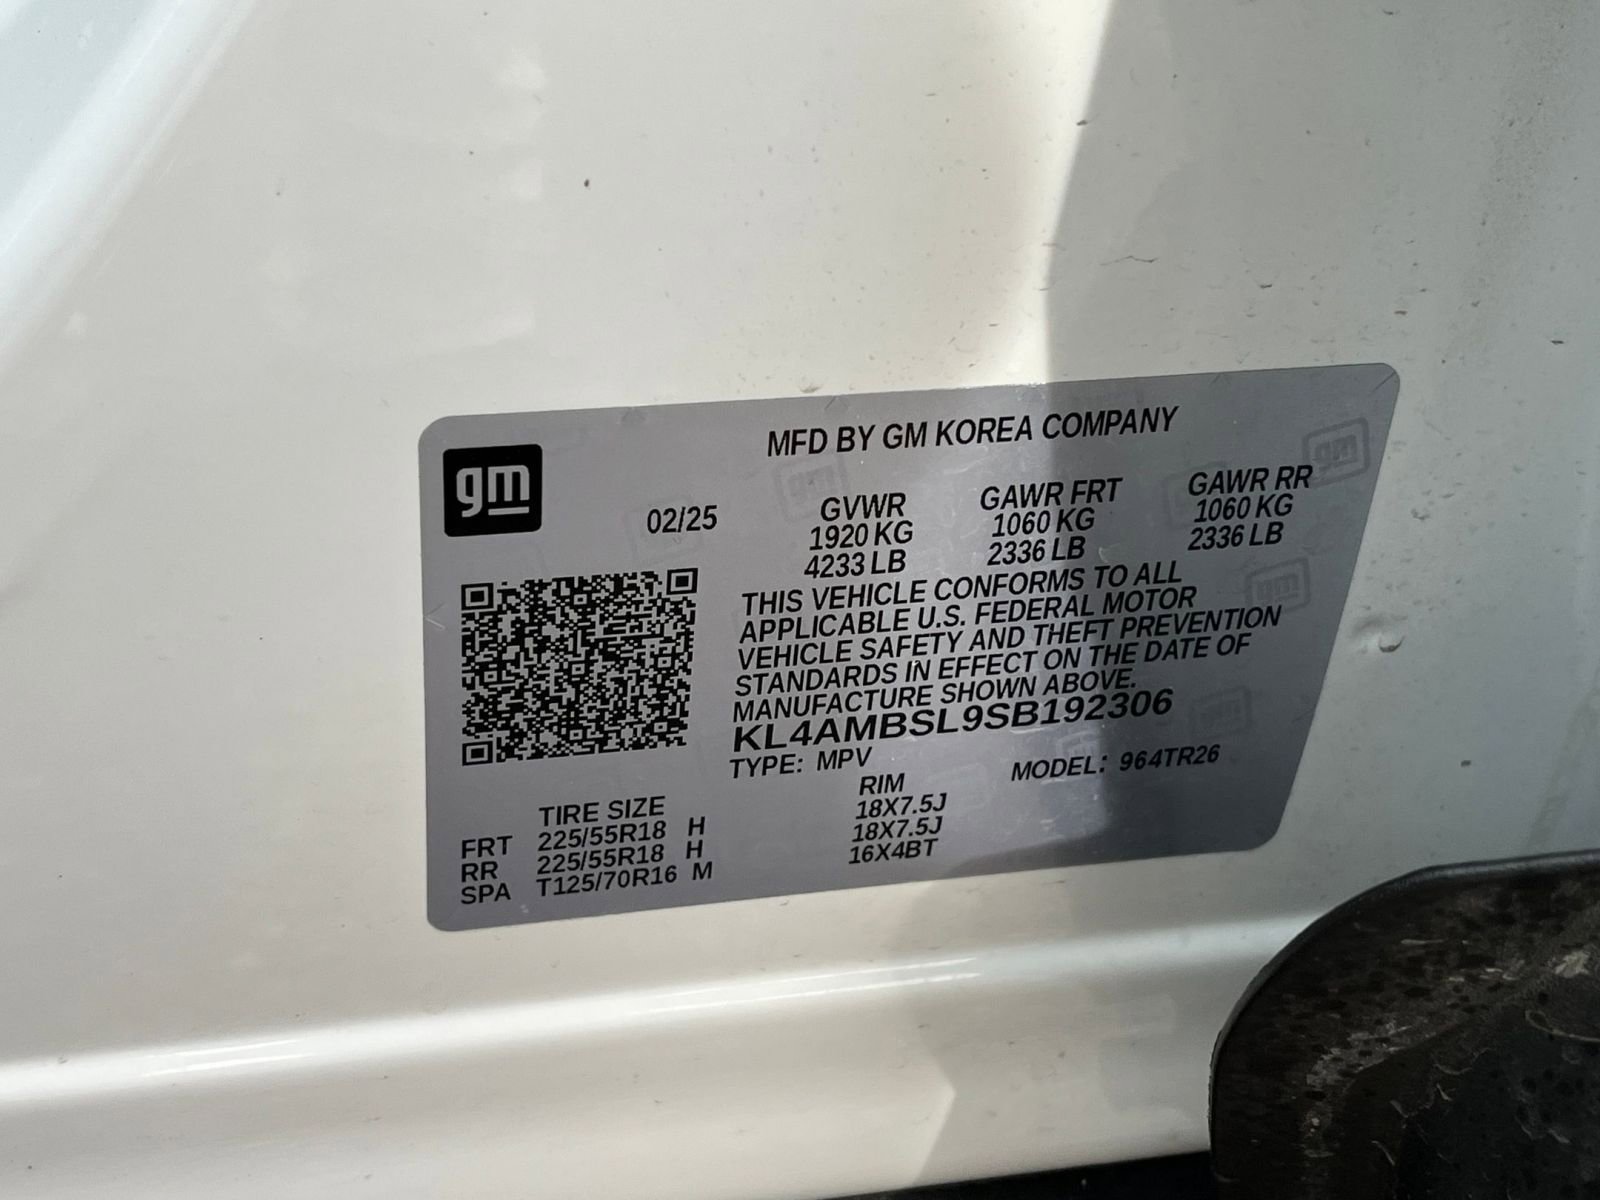 MFD BY GM KOREA COMPANY
gm
02/25
GVWR GAWR FRT GAWR RR
1920 KG 1060 KG 1060 KG
4233 LB 2336 LB 2336 LB
THIS VEHICLE CONFORMS TO ALL
APPLICABLE U.S. FEDERAL MOTOR
VEHICLE SAFETY AND THEFT PREVENTION
STANDARDS IN EFFECT ON THE DATE OF
MANUFACTURE SHOWN ABOVE.
KL4AMBSL9SB192306
TYPE: MPV MODEL: 964TR26
TIRE SIZE RIM
FRT 225/55R18 H 18X7.5J
RR 225/55R18 H 18X7.5J
SPA T125/70R16 M 16X4BT